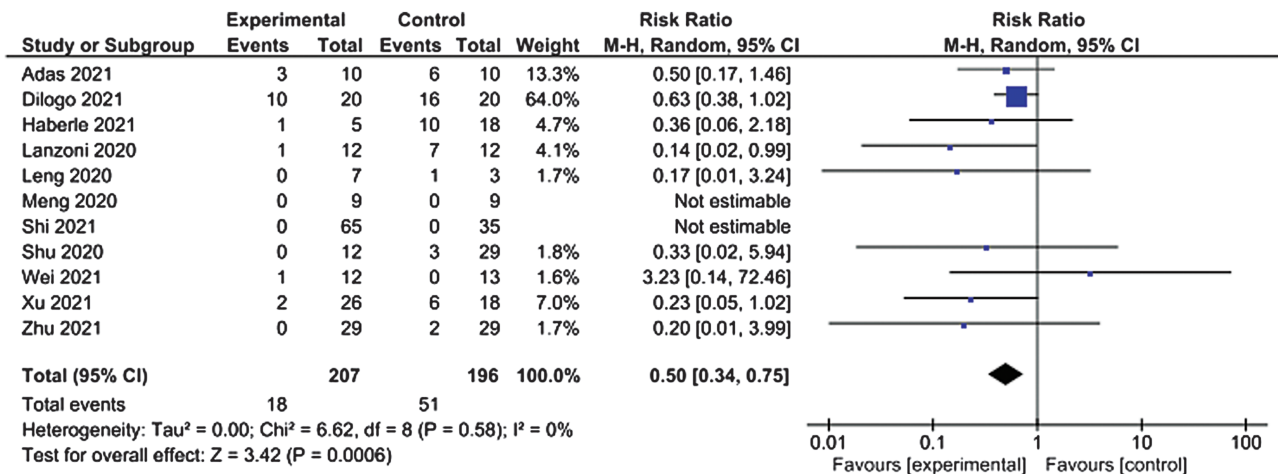 Experimental Control Risk Ratio Risk Ratio
Study or Subgroup Events Total Events Total Weight M-H, Random, 95% CI M-H, Random, 95% CI
Adas 2021 3 10 6 10 13.3% 0.50 [0.17, 1.46]
Dilogo 2021 10 20 16 20 64.0% 0.63 [0.38, 1.02]
Haberle 2021 1 5 10 18 4.7% 0.36 [0.06, 2.18]
Lanzoni 2020 1 12 7 12 4.1% 0.14 [0.02, 0.99]
Leng 2020 0 7 1 3 1.7% 0.17 [0.01, 3.24]
Meng 2020 0 9 0 9 Not estimable
Shi 2021 0 65 0 35 Not estimable
Shu 2020 0 12 3 29 1.8% 0.33 [0.02, 5.94]
Wei 2021 1 12 0 13 1.6% 3.23 [0.14, 72.46]
Xu 2021 2 26 6 18 7.0% 0.23 [0.05, 1.02]
Zhu 2021 0 29 2 29 1.7% 0.20 [0.01, 3.99]
Total (95% CI) 207 196 100.0% 0.50 [0.34, 0.75]
Total events 18 51
Heterogeneity: Tau² = 0.00; Chi² = 6.62, df = 8 (P = 0.58); I² = 0%
Test for overall effect: Z = 3.42 (P = 0.0006)
0.01 0.1 1 10 100
Favours [experimental] Favours [control]